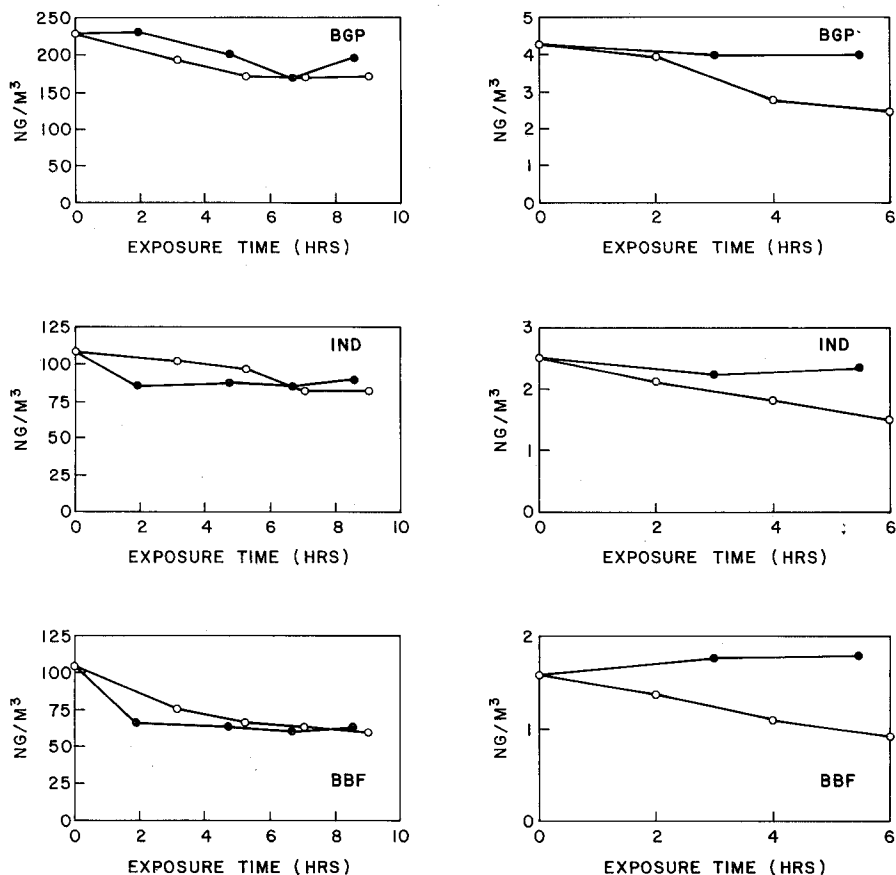 250
200
150
100
50
0
NG/M³
BGP
0 2 4 6 8 10
EXPOSURE TIME (HRS)
5
4
3
2
1
0
NG/M³
BGP
0 2 4 6
EXPOSURE TIME (HRS)
125
100
75
50
25
0
NG/M³
IND
0 2 4 6 8 10
EXPOSURE TIME (HRS)
3
2
1
0
NG/M³
IND
0 2 4 6
EXPOSURE TIME (HRS)
125
100
75
50
25
0
NG/M³
BBF
0 2 4 6 8 10
EXPOSURE TIME (HRS)
2
1
0
NG/M³
BBF
0 2 4 6
EXPOSURE TIME (HRS)